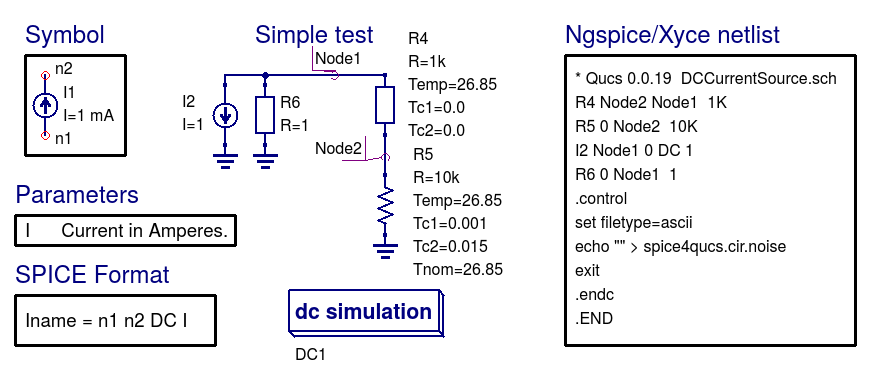 Symbol
n2
I1
I=1 mA
n1
Parameters
I Current in Amperes.
SPICE Format
Iname = n1 n2 DC I
Simple test
Node1
I2
I=1
R6
R=1
Node2
R4
R=1k
Temp=26.85
Tc1=0.0
Tc2=0.0
R5
R=10k
Temp=26.85
Tc1=0.001
Tc2=0.015
Tnom=26.85
dc simulation
DC1
Ngspice/Xyce netlist
* Qucs 0.0.19 DCCurrentSource.sch
R4 Node2 Node1 1K
R5 0 Node2 10K
I2 Node1 0 DC 1
R6 0 Node1 1
.control
set filetype=ascii
echo "" > spice4qucs.cir.noise
exit
.endc
.END